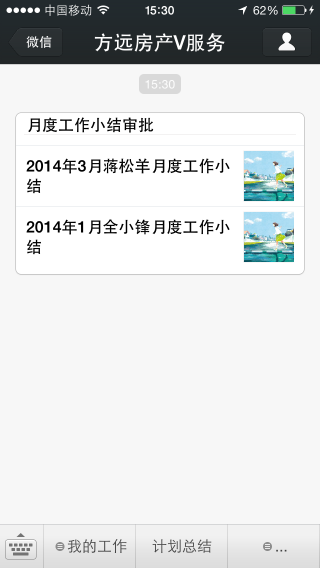 中国移动 15:30 62%
微信 方远房产V服务
15:30
月度工作小结审批
2014年3月蒋松羊月度工作小
结
2014年1月全小锋月度工作小
结
我的工作 计划总结 ...